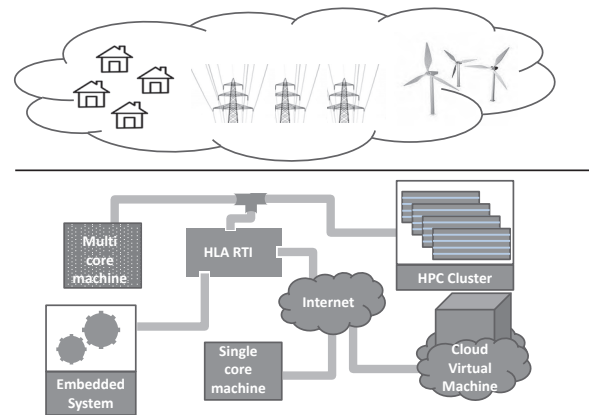 Multi
core
machine
HLA RTI
HPC Cluster
Internet
Embedded
System
Single
core
machine
Cloud
Virtual
Machine